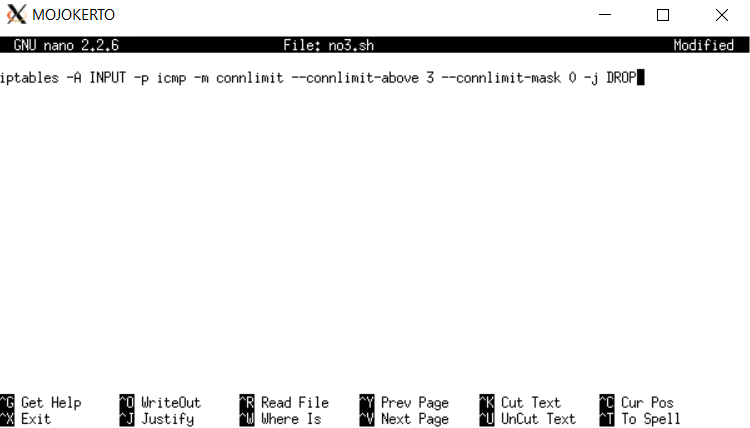 MOJOKERTO
GNU nano 2.2.6 File: no3.sh Modified
iptables -A INPUT -p icmp -m connlimit --connlimit-above 3 --connlimit-mask 0 -j DROP
^G Get Help ^O WriteOut ^R Read File ^Y Prev Page ^K Cut Text ^C Cur Pos
^X Exit ^J Justify ^W Where Is ^V Next Page ^U UnCut Text ^T To Spell